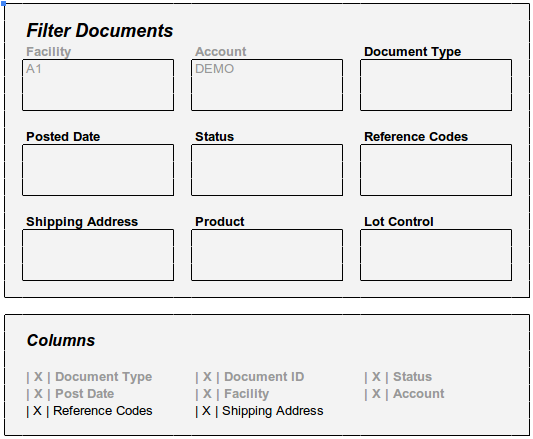 Filter Documents
Facility Account Document Type
A1 DEMO
Posted Date Status Reference Codes
Shipping Address Product Lot Control
Columns
| X | Document Type | X | Document ID | X | Status
| X | Post Date | X | Facility | X | Account
| X | Reference Codes | X | Shipping Address